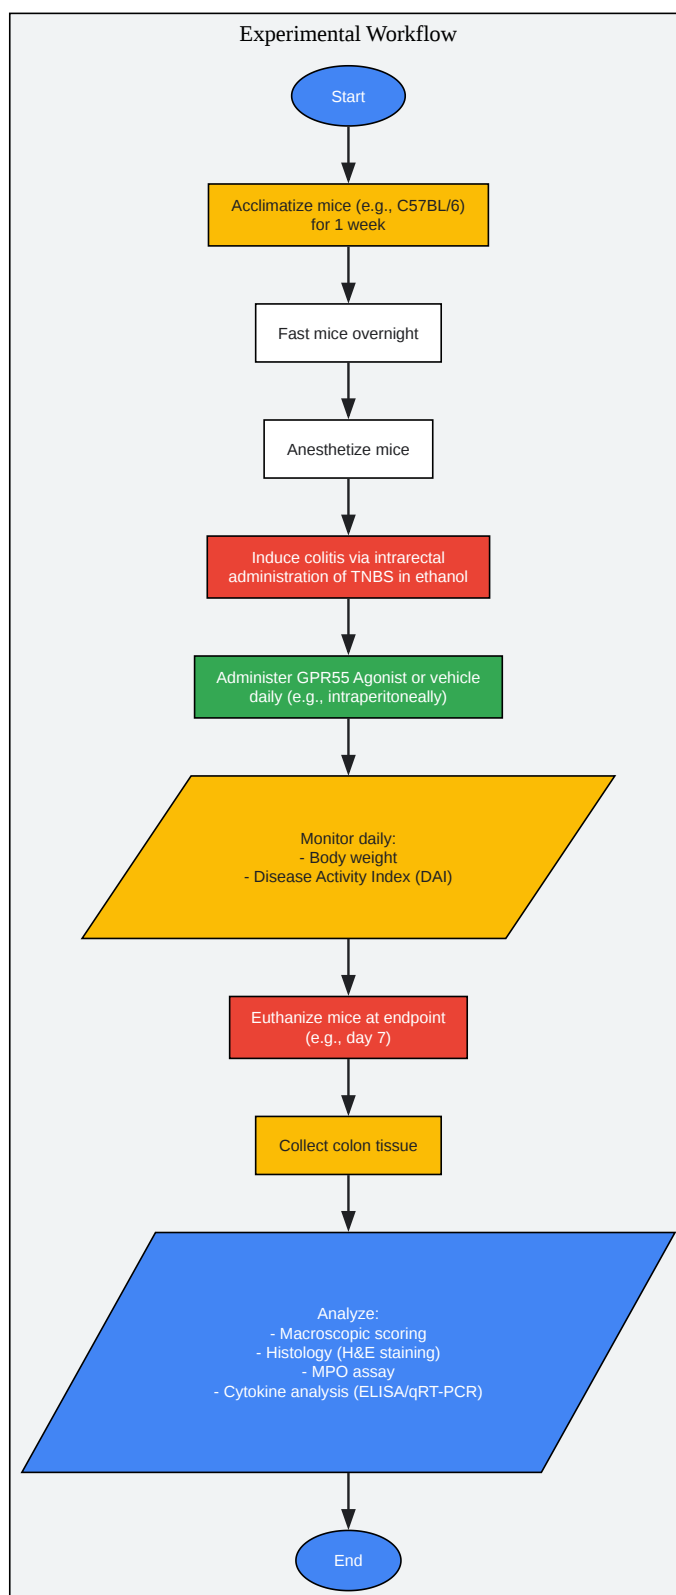 Experimental Workflow
Start
Acclimatize mice (e.g., C57BL/6)
for 1 week
Fast mice overnight
Anesthetize mice
Induce colitis via intrarectal
administration of TNBS in ethanol
Administer GPR55 Agonist or vehicle
daily (e.g., intraperitoneally)
Monitor daily:
- Body weight
- Disease Activity Index (DAI)
Euthanize mice at endpoint
(e.g., day 7)
Collect colon tissue
Analyze:
- Macroscopic scoring
- Histology (H&E staining)
- MPO assay
- Cytokine analysis (ELISA/qRT-PCR)
End